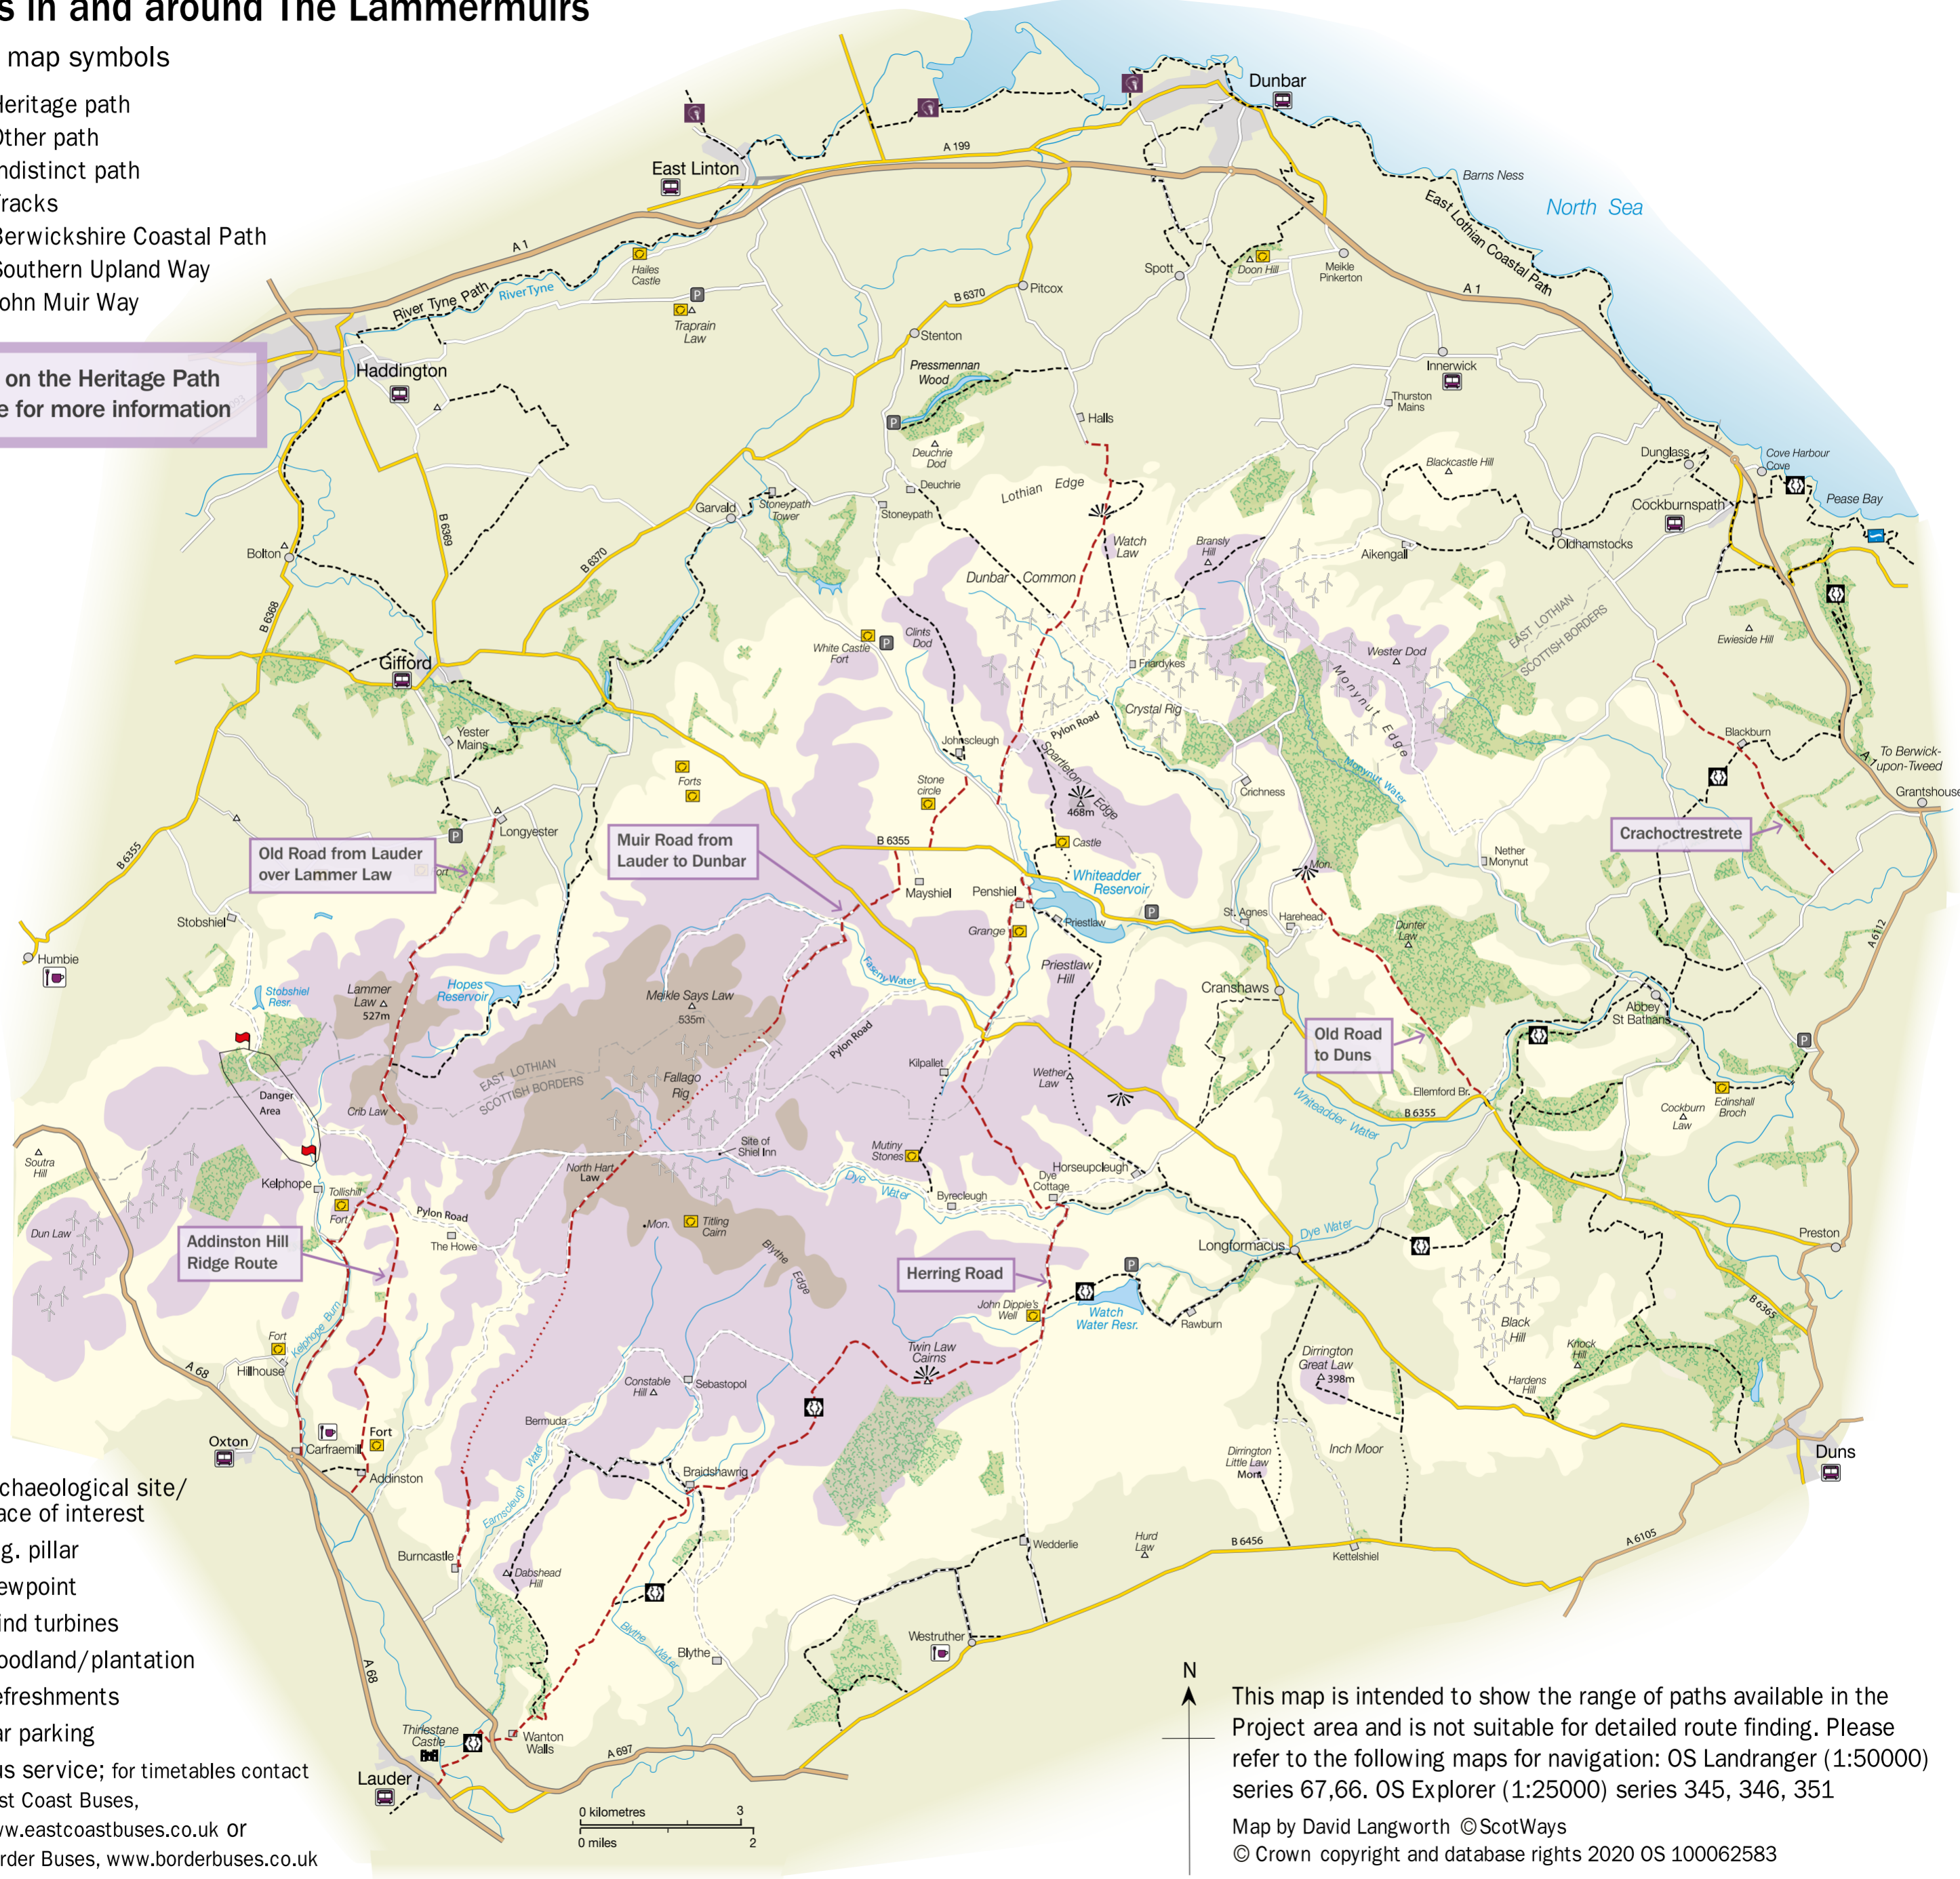 s in and around The Lammermuirs
map symbols
Heritage path
Other path
Indistinct path
Tracks
Berwickshire Coastal Path
Southern Upland Way
John Muir Way
on the Heritage Path
e for more information
chaeological site/
ace of interest
g. pillar
ewpoint
ind turbines
oodland/plantation
efreshments
ar parking
us service; for timetables contact
st Coast Buses,
w.eastcoastbuses.co.uk or
rder Buses, www.borderbuses.co.uk
Dunbar
A 199
East Linton
Barns Ness
North Sea
East Lothian Coastal Path
A 1
River Tyne Path
River Tyne
Hailes
Castle
P
Traprain
Law
Spott
Doon Hill
Meikle
Pinkerton
A 1
B 6370
Pitcox
Stenton
Haddington
Pressmennan
Wood
P
Innerwick
Thurston
Mains
Halls
Deuchrie
Dod
Deuchrie
Lothian Edge
Blackcastle Hill
Dunglass
Cove Harbour
Cove
Pease Bay
Cockburnspath
Oldhamstocks
Aikengall
Garvald
Stoneypath
Tower
Stoneypath
Watch
Law
Bransly
Hill
B 6369
Bolton
B 6370
B 6368
Dunbar Common
EAST LOTHIAN
SCOTTISH BORDERS
Ewieside Hill
White Castle
Fort
P
Clints
Dod
Gifford
Friardykes
Wester Dod
Monynut Edge
Crystal Rig
Pylon Road
Yester
Mains
Johnscleugh
Spartleton Edge
468m
Blackburn
To Berwick-
upon-Tweed
A 1
Grantshouse
Forts
Stone
circle
Crichness
Monynut Water
Longyester
P
Old Road from Lauder
over Lammer Law
Fort
Muir Road from
Lauder to Dunbar
B 6355
Castle
Crachoctrestrete
Nether
Monynut
Mon.
B 6355
Mayshiel
Penshiel
Whiteadder
Reservoir
P
Priestlaw
St. Agnes
Harehead
Stobshiel
Grange
Dunter
Law
A 6112
Humbie
Faseny Water
Priestlaw
Hill
Cranshaws
Stobshiel
Resr.
Lammer
Law
527m
Hopes
Reservoir
Meikle Says Law
535m
Abbey
St Bathans
P
Pylon Road
Old Road
to Duns
EAST LOTHIAN
SCOTTISH BORDERS
Fallago
Rig
Kilpallet
Wether
Law
Ellemford Br.
B 6355
Whiteadder Water
Cockburn
Law
Edinshall
Broch
Danger
Area
Crib Law
Soutra
Hill
Site of
Shiel Inn
Mutiny
Stones
North Hart
Law
Horseupcleugh
Dye
Cottage
Dye Water
Byrecleugh
Kelphope
Tollishill
Fort
Pylon Road
The Howe
Dun Law
Mon.
Titling
Cairn
Addinston Hill
Ridge Route
Blythe Edge
Longformacus
Dye Water
Preston
Herring Road
P
John Dippie's
Well
Watch
Water Resr.
Rawburn
Black
Hill
B 6365
Kelphope Burn
Fort
Hillhouse
A 68
Constable
Hill
Sebastopol
Twin Law
Cairns
Dirrington
Great Law
398m
Knock
Hill
Hardens
Hill
Bermuda
Oxton
Carfraemill
Fort
Addinston
Braidshawrig
Dirrington
Little Law
Mon.
Inch Moor
Duns
Earnscleugh Water
Burncastle
Dabshead
Hill
Wedderlie
Hurd
Law
B 6456
Kettelshiel
A 6105
Blythe Water
Blythe
Westruther
A 68
Thirlestane
Castle
Wanton
Walls
A 697
Lauder
0 kilometres 3
0 miles 2
N
This map is intended to show the range of paths available in the
Project area and is not suitable for detailed route finding. Please
refer to the following maps for navigation: OS Landranger (1:50000)
series 67,66. OS Explorer (1:25000) series 345, 346, 351
Map by David Langworth ©ScotWays
© Crown copyright and database rights 2020 OS 100062583